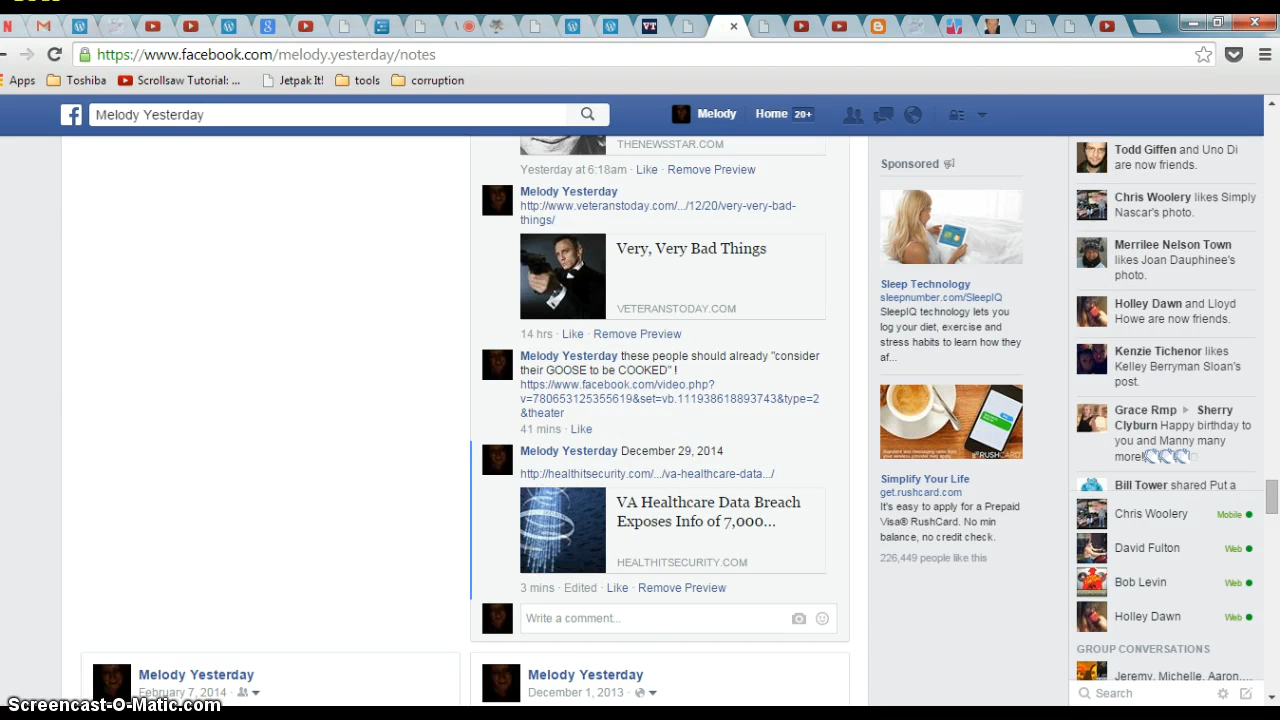 https://www.facebook.com/melody.yesterday/notes
Apps Toshiba Scrollsaw Tutorial: ... Jetpak It! tools corruption
Melody Yesterday
Melody Home 20+
THENEWSSTAR.COM
Yesterday at 6:18am · Like · Remove Preview
Melody Yesterday
http://www.veteranstoday.com/.../12/20/very-very-bad-
things/
Very, Very Bad Things
VETERANSTODAY.COM
14 hrs · Like · Remove Preview
Melody Yesterday these people should already "consider
their GOOSE to be COOKED" !
https://www.facebook.com/video.php?
v=780653125355619&set=vb.111938618893743&type=2
&theater
41 mins · Like
Melody Yesterday December 29, 2014
http://healthitsecurity.com/.../va-healthcare-data.../
VA Healthcare Data Breach
Exposes Info of 7,000...
HEALTHITSECURITY.COM
3 mins · Edited · Like · Remove Preview
Write a comment...
Melody Yesterday
February 7, 2014
Melody Yesterday
December 1, 2013
Sponsored
Sleep Technology
sleepnumber.com/SleepIQ
SleepIQ technology lets you
log your diet, exercise and
stress habits to learn how they
af...
RUSHCARD
Simplify Your Life
get.rushcard.com
It's easy to apply for a Prepaid
Visa® RushCard. No min
balance, no credit check.
226,449 people like this
Todd Giffen and Uno Di
are now friends.
Chris Woolery likes Simply
Nascar's photo.
Merrilee Nelson Town
likes Joan Dauphinee's
photo.
Holley Dawn and Lloyd
Howe are now friends.
Kenzie Tichenor likes
Kelley Berryman Sloan's
post.
Grace Rmp Sherry
Clyburn Happy birthday to
you and Manny many
more!
Bill Tower shared Put a
Chris Woolery Mobile
David Fulton Web
Bob Levin Web
Holley Dawn Web
GROUP CONVERSATIONS
Jeremy, Michelle, Aaron,...
Search
Screencast-O-Matic.com